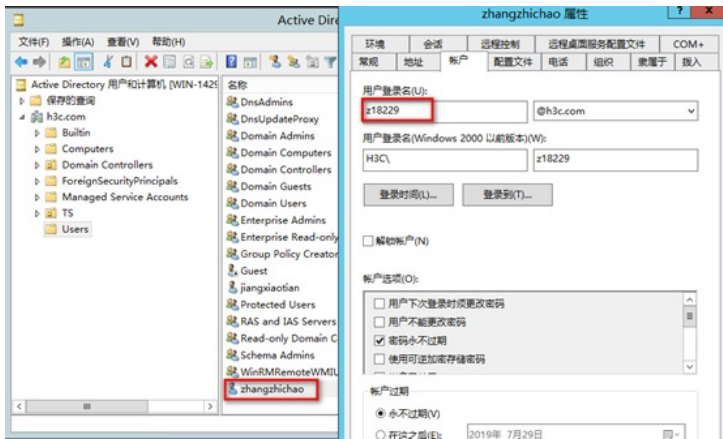 Active Dire
文件(F) 操作(A) 查看(V) 帮助(H)
Active Directory 用户和计算机 [WIN-1429
保存的查询
h3c.com
Builtin
Computers
Domain Controllers
ForeignSecurityPrincipals
Managed Service Accounts
TS
Users
名称
DnsAdmins
DnsUpdateProxy
Domain Admins
Domain Computers
Domain Controllers
Domain Guests
Domain Users
Enterprise Admins
Enterprise Read-only
Group Policy Creator
Guest
jiangxiaotian
Protected Users
RAS and IAS Servers
Read-only Domain C
Schema Admins
WinRMRemoteWMIU
zhangzhichao
zhangzhichao 属性
环境 会话 远程控制 远程桌面服务配置文件 COM+
常规 地址 帐户 配置文件 电话 组织 隶属于 拨入
用户登录名(U):
z18229 @h3c.com
用户登录名(Windows 2000 以前版本)(W):
H3C\ z18229
登录时间(L)... 登录到(T)...
解锁帐户(N)
帐户选项(O):
用户下次登录时须更改密码
用户不能更改密码
密码永不过期
使用可逆加密存储密码
帐户过期
永不过期(V)
在这之后(E): 2019年 7月29日